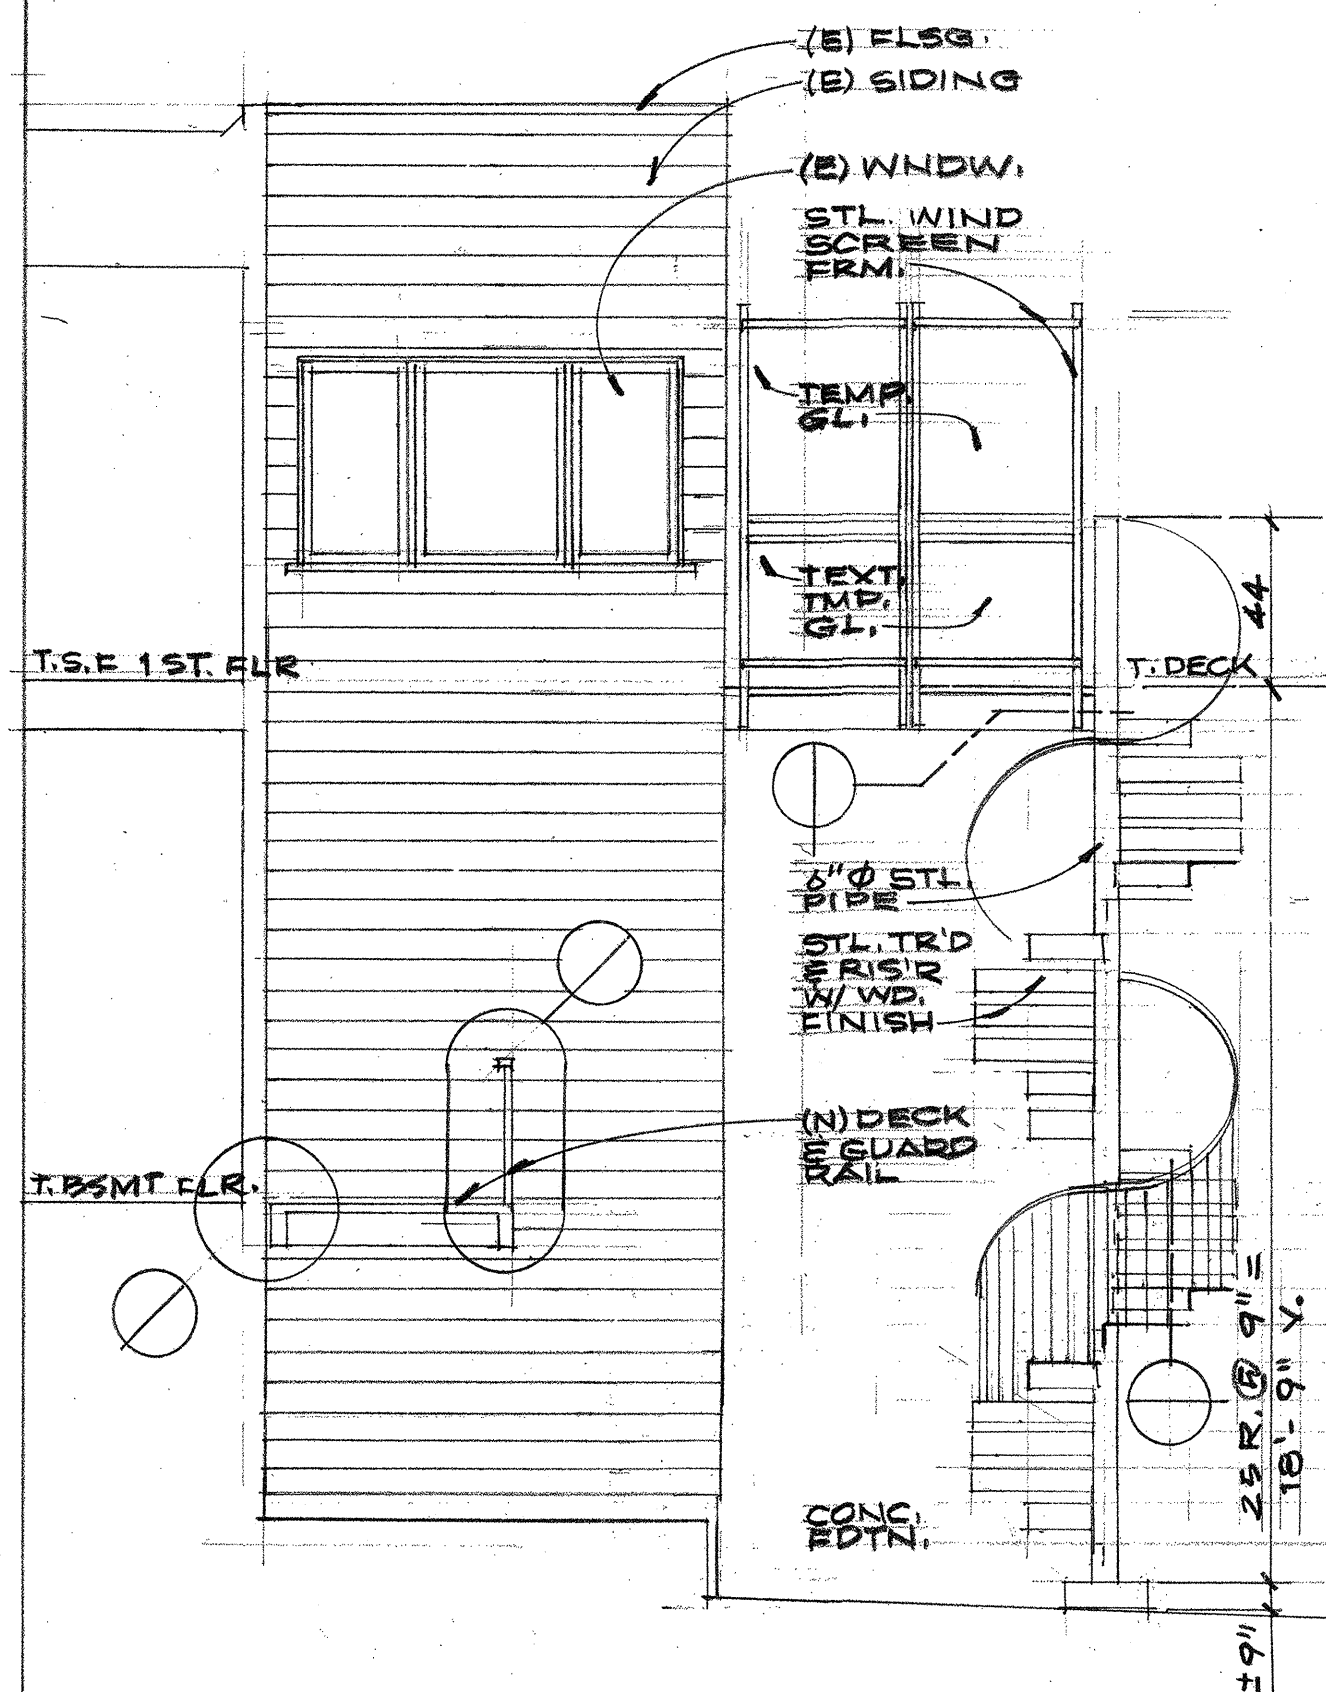 (E) FLSG.
(E) SIDING
(E) WNDW.
STL. WIND
SCREEN
FRM.
TEMP.
GL.
TEXT.
TMP.
GL.
44
T.S.F 1ST. FLR
T. DECK
6"Ø STL.
PIPE
STL. TR'D
& RIS'R
W/ WD.
FINISH
(N) DECK
& GUARD
RAIL
T. BSMT FLR.
25 R. @ 9" =
18'- 9" V.
CONC.
FDTN.
±9"